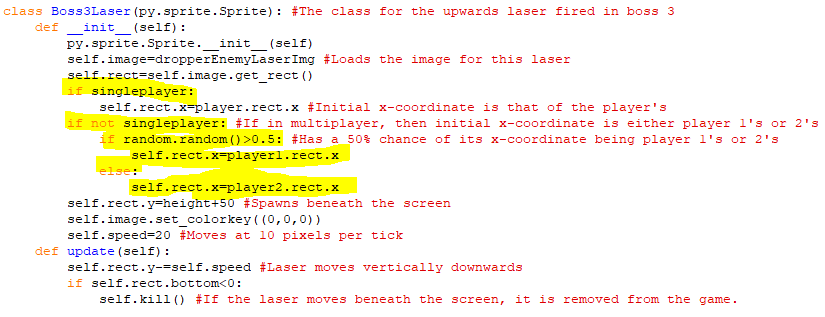 class Boss3Laser(py.sprite.Sprite): #The class for the upwards laser fired in boss 3
    def __init__(self):
        py.sprite.Sprite.__init__(self)
        self.image=dropperEnemyLaserImg #Loads the image for this laser
        self.rect=self.image.get_rect()
        if singleplayer:
            self.rect.x=player.rect.x #Initial x-coordinate is that of the player's
        if not singleplayer: #If in multiplayer, then initial x-coordinate is either player 1's or 2's
            if random.random()>0.5: #Has a 50% chance of its x-coordinate being player 1's or 2's
                self.rect.x=player1.rect.x
            else:
                self.rect.x=player2.rect.x
        self.rect.y=height+50 #Spawns beneath the screen
        self.image.set_colorkey((0,0,0))
        self.speed=20 #Moves at 10 pixels per tick
    def update(self):
        self.rect.y-=self.speed #Laser moves vertically downwards
        if self.rect.bottom<0:
            self.kill() #If the laser moves beneath the screen, it is removed from the game.